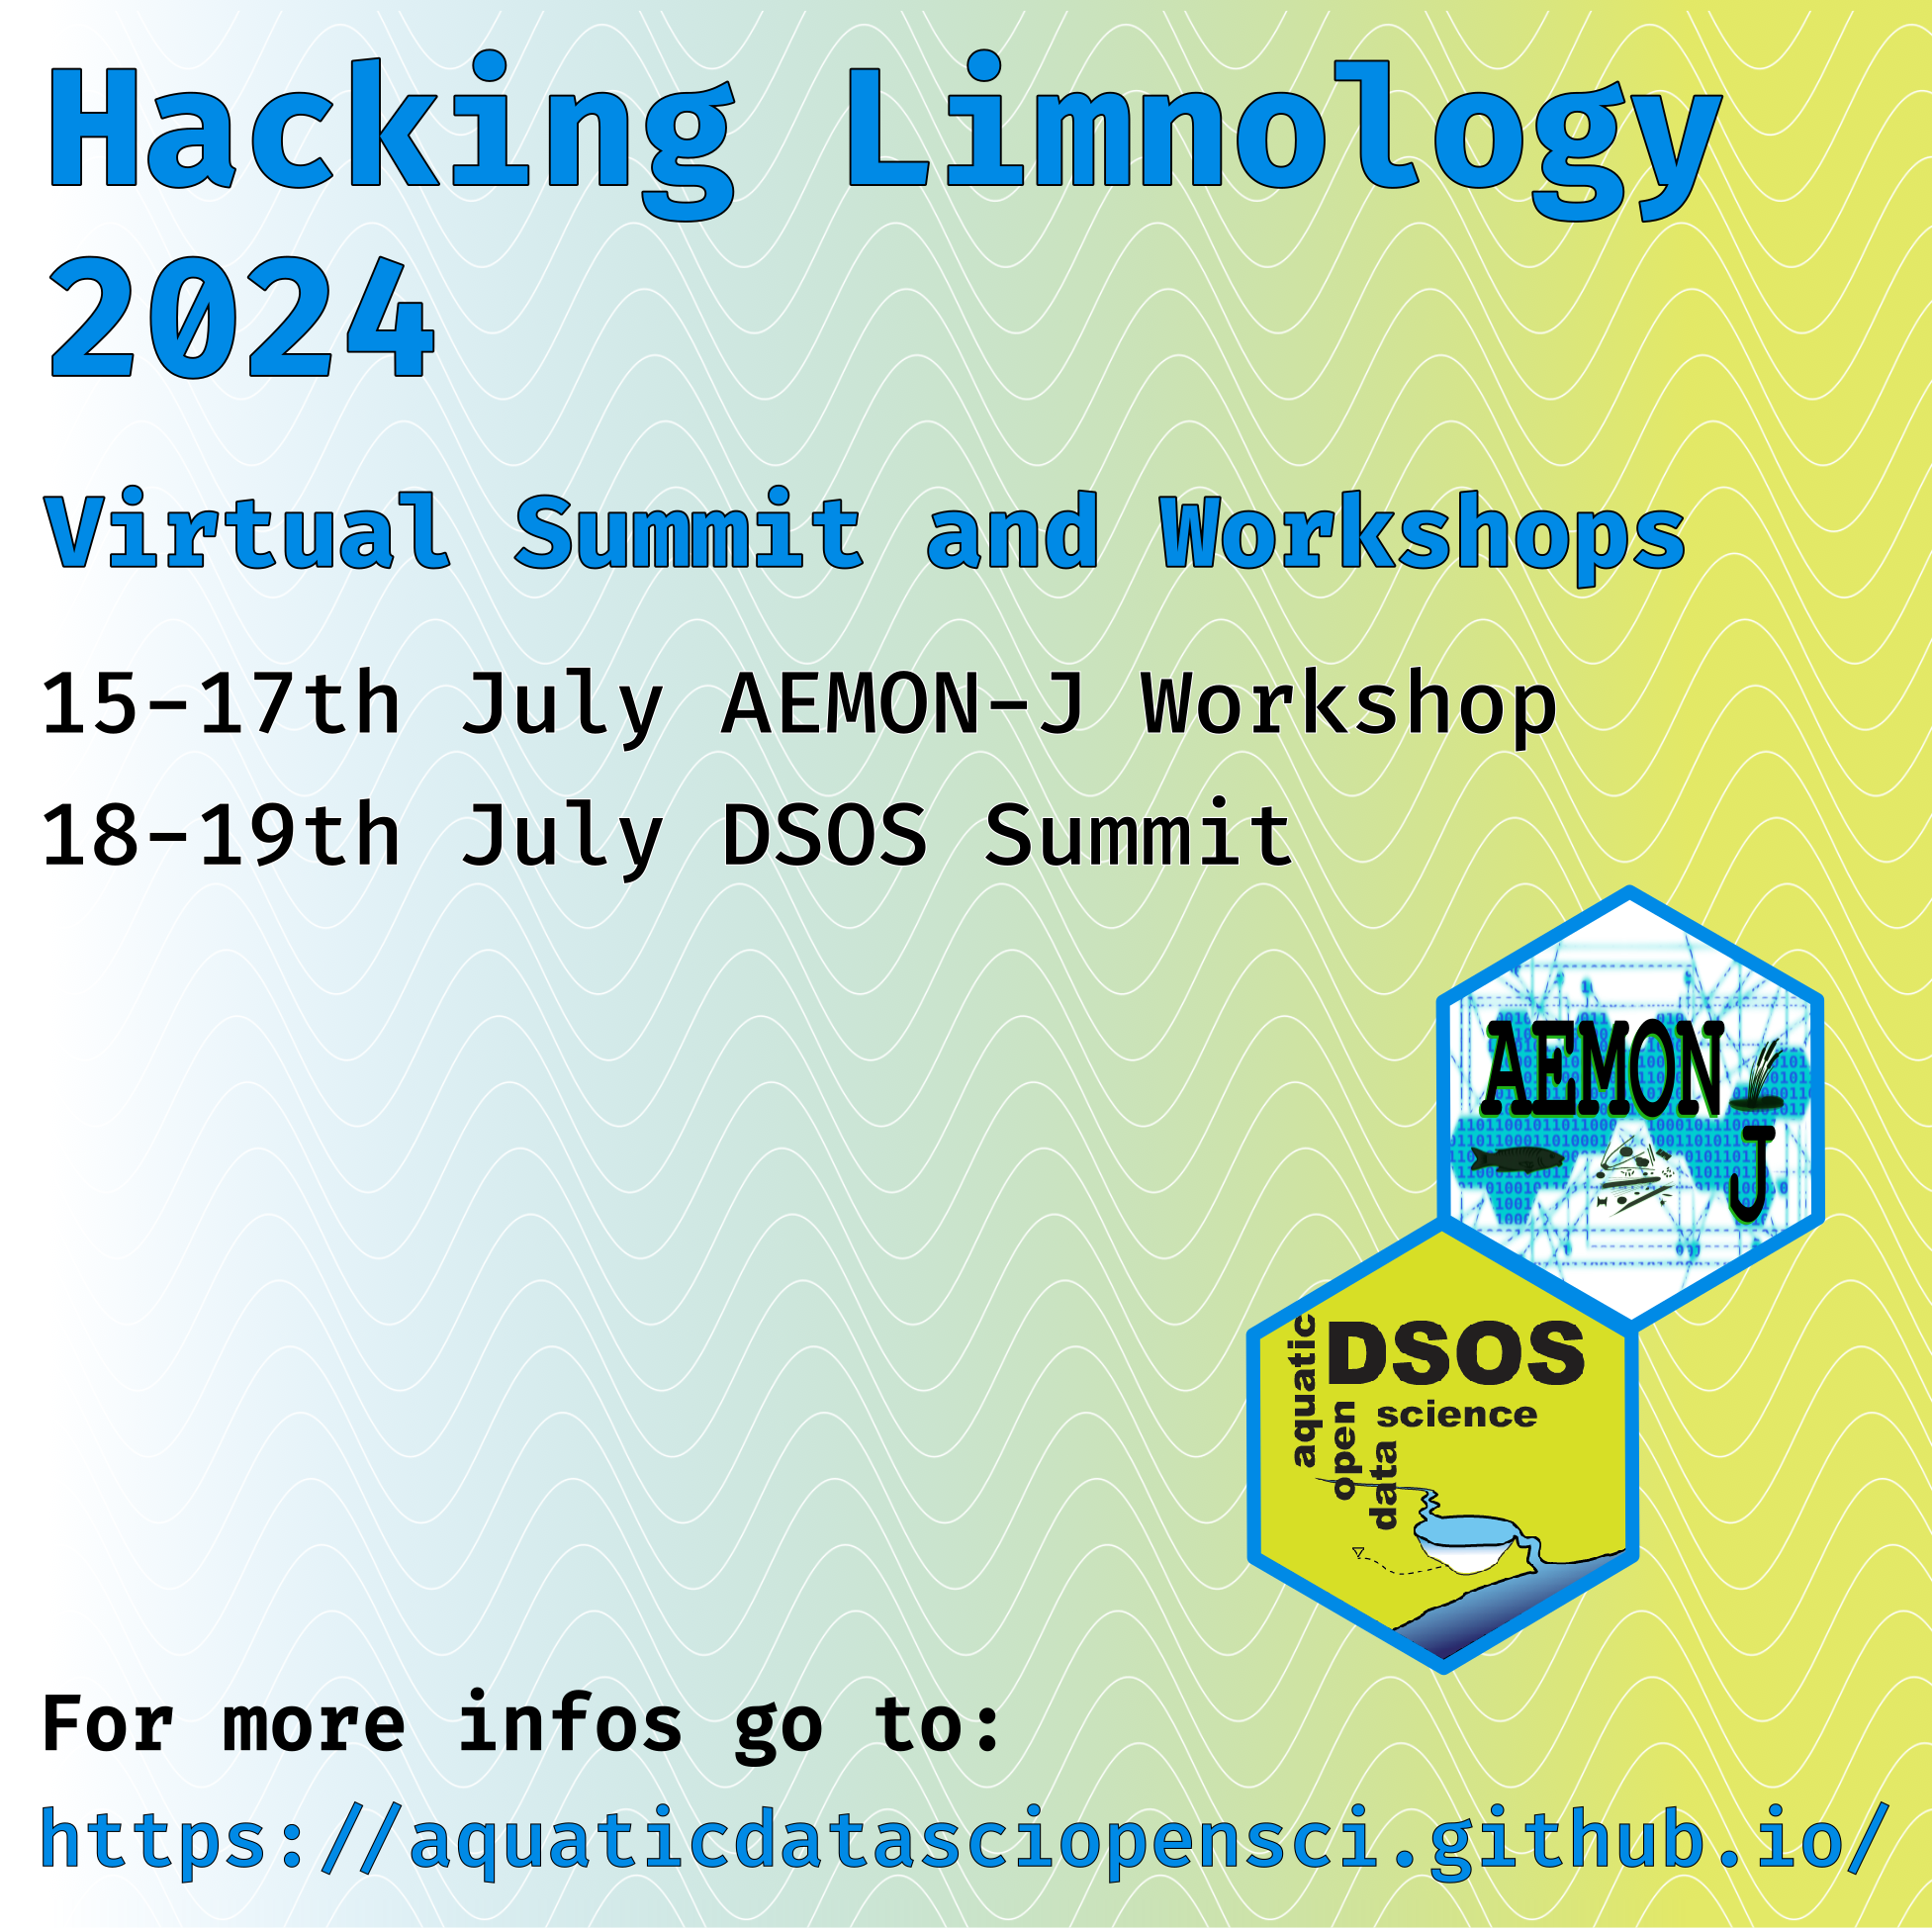 Hacking Limnology
2024
Virtual Summit and Workshops
15-17th July AEMON-J Workshop
18-19th July DSOS Summit
AEMON
J
DSOS
aquatic
open
data
science
For more infos go to:
https://aquaticdatasciopensci.github.io/